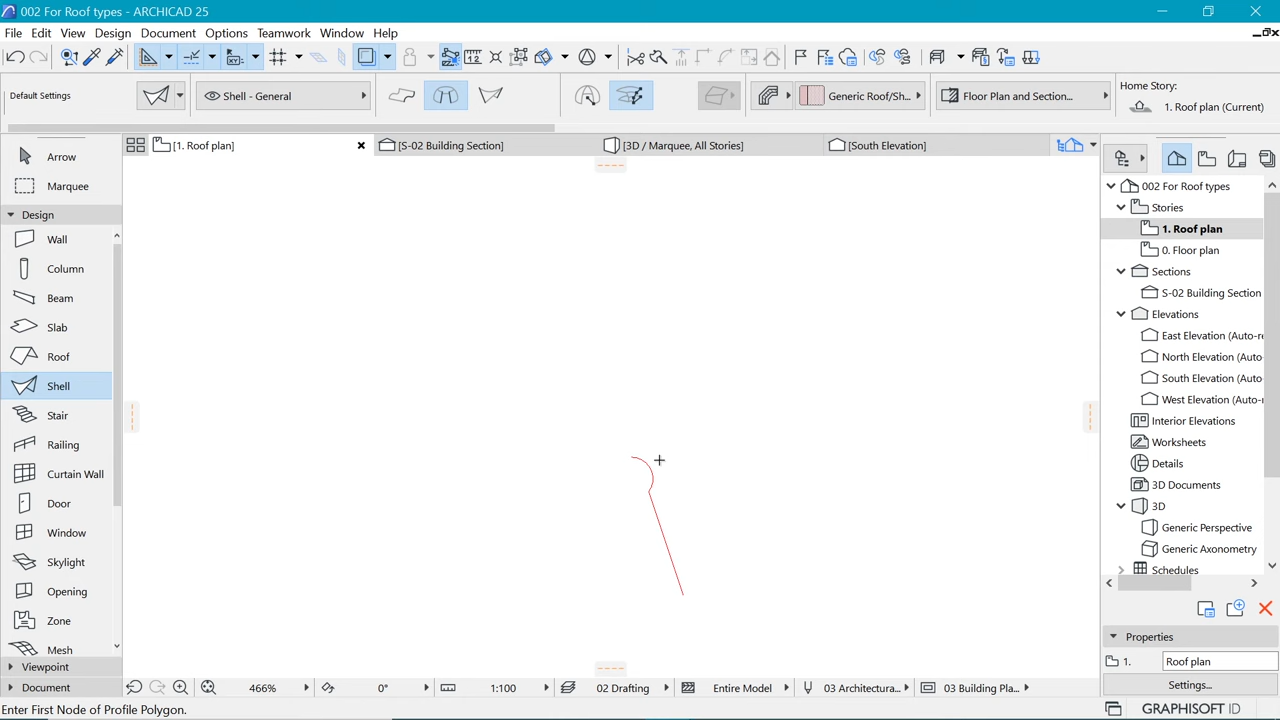 002 For Roof types - ARCHICAD 25
File Edit View Design Document Options Teamwork Window Help
Default Settings
Shell - General
Generic Roof/Sh...
Floor Plan and Section...
Home Story:
1. Roof plan (Current)
[1. Roof plan]
[S-02 Building Section]
[3D / Marquee, All Stories]
[South Elevation]
Arrow
Marquee
Design
Wall
Column
Beam
Slab
Roof
Shell
Stair
Railing
Curtain Wall
Door
Window
Skylight
Opening
Zone
Mesh
Viewpoint
Document
002 For Roof types
Stories
1. Roof plan
0. Floor plan
Sections
S-02 Building Section
Elevations
East Elevation (Auto-re
North Elevation (Auto
South Elevation (Auto
West Elevation (Auto-r
Interior Elevations
Worksheets
Details
3D Documents
3D
Generic Perspective
Generic Axonometry
Schedules
Properties
1.
Roof plan
Settings...
466%
0°
1:100
02 Drafting
Entire Model
03 Architectura...
03 Building Pla...
Enter First Node of Profile Polygon.
GRAPHISOFT ID